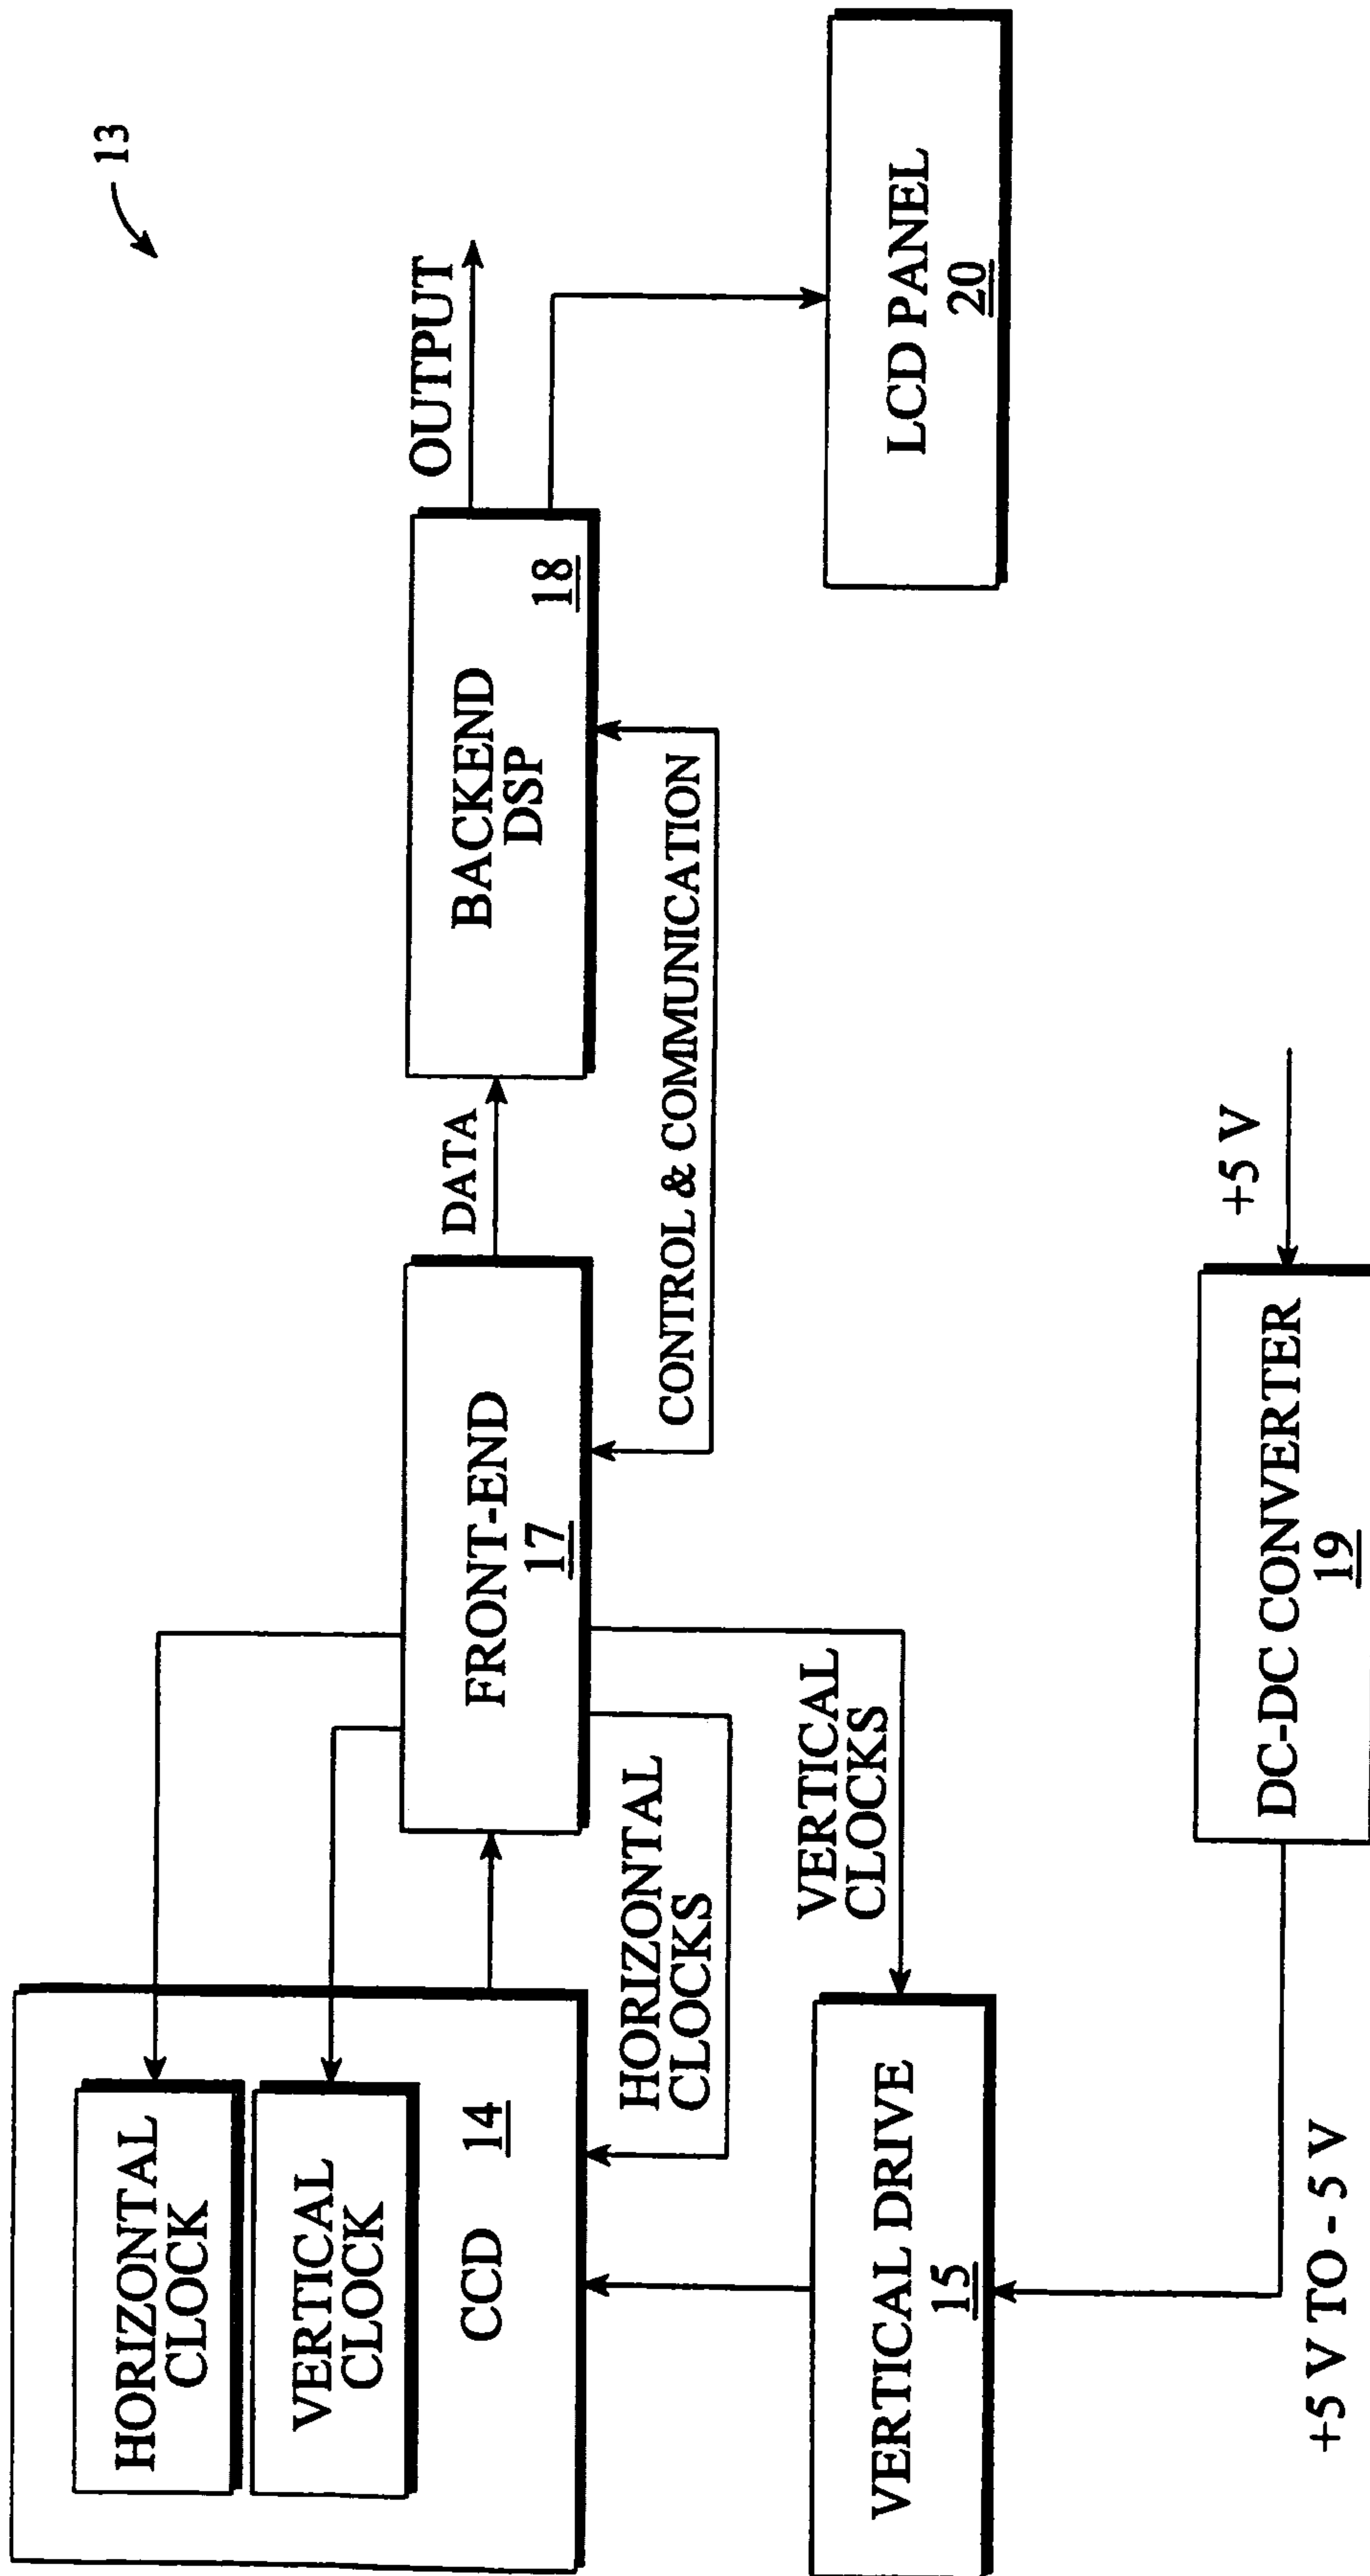 13
HORIZONTAL
CLOCK
VERTICAL
CLOCK
CCD
14
FRONT-END
17
DATA
BACKEND
DSP
18
OUTPUT
HORIZONTAL
CLOCKS
CONTROL & COMMUNICATION
VERTICAL
CLOCKS
VERTICAL DRIVE
15
LCD PANEL
20
+5 V TO - 5 V
DC-DC CONVERTER
19
+5 V